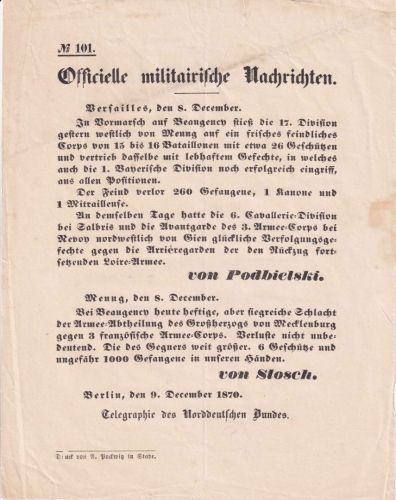 № 101.
Officielle militairische Nachrichten.
Versailles, den 8. December.
In Vormarsch auf Beaugency stieß die 17. Division
gestern westlich von Meung auf ein frisches feindliches
Corps von 15 bis 16 Bataillonen mit etwa 26 Geschützen
und vertrieb dasselbe mit lebhaftem Gefechte, in welches
auch die 1. Bayerische Division noch erfolgreich eingriff,
aus allen Positionen.
Der Feind verlor 260 Gefangene, 1 Kanone und
1 Mitrailleuse.
An demselben Tage hatte die 6. Cavallerie-Division
bei Salbris und die Avantgarde des 3. Armee-Corps bei
Nevoy nordwestlich von Gien glückliche Verfolgungsge-
fechte gegen die Arrièregarden der den Rückzug fort-
setzenden Loire-Armee.
von Podbielski.
Meung, den 8. December.
Bei Beaugency heute heftige, aber siegreiche Schlacht
der Armee-Abtheilung des Großherzogs von Mecklenburg
gegen 3 französische Armee-Corps. Verluste nicht unbe-
deutend. Die des Gegners weit größer. 6 Geschütze und
ungefähr 1000 Gefangene in unseren Händen.
von Stosch.
Berlin, den 9. December 1870.
Telegraphie des Norddeutschen Bundes.
Druck von A. Pockwitz in Stade.